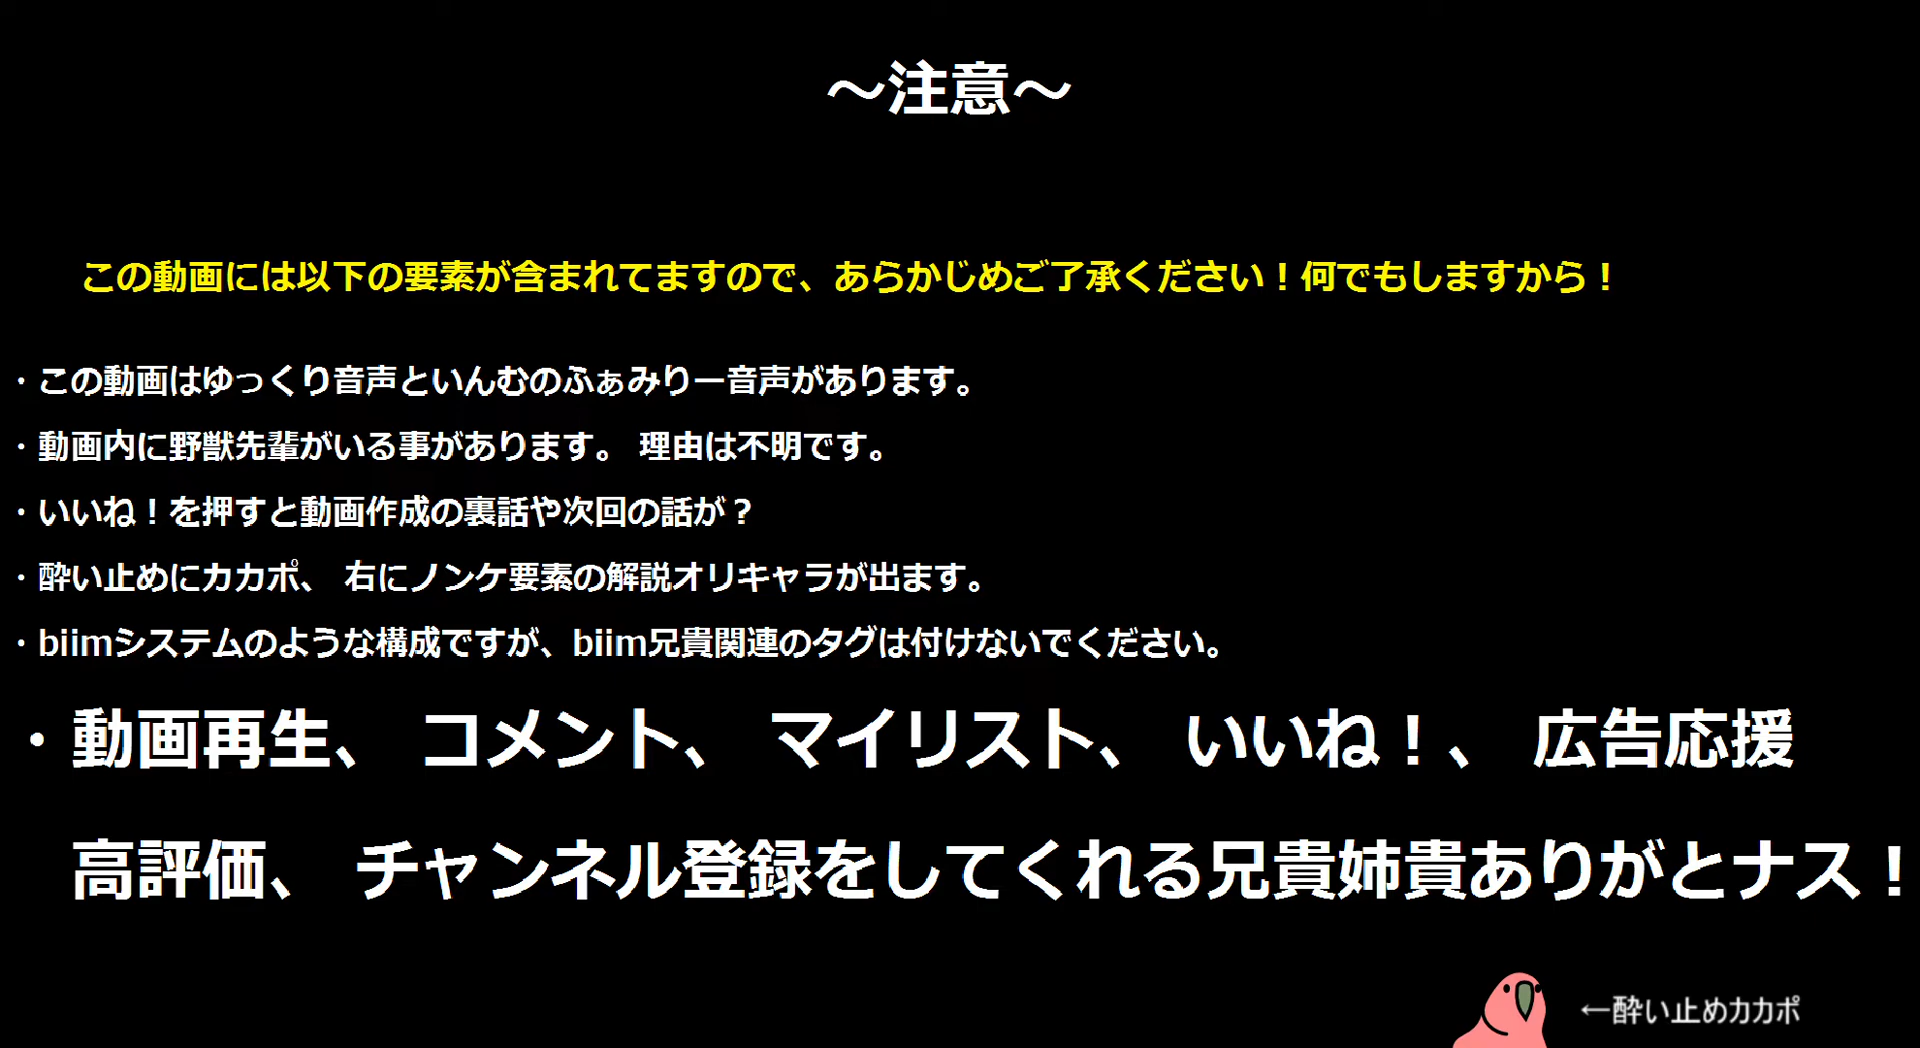 ～注意～
この動画には以下の要素が含まれてますので、あらかじめご了承ください！何でもしますから！
・この動画はゆっくり音声といんむのふぁみりー音声があります。
・動画内に野獣先輩がいる事があります。 理由は不明です。
・いいね！を押すと動画作成の裏話や次回の話が？
・酔い止めにカカポ、 右にノンケ要素の解説オリキャラが出ます。
・biimシステムのような構成ですが、biim兄貴関連のタグは付けないでください。
・動画再生、 コメント、 マイリスト、 いいね！、 広告応援
高評価、 チャンネル登録をしてくれる兄貴姉貴ありがとナス！
←酔い止めカカポ